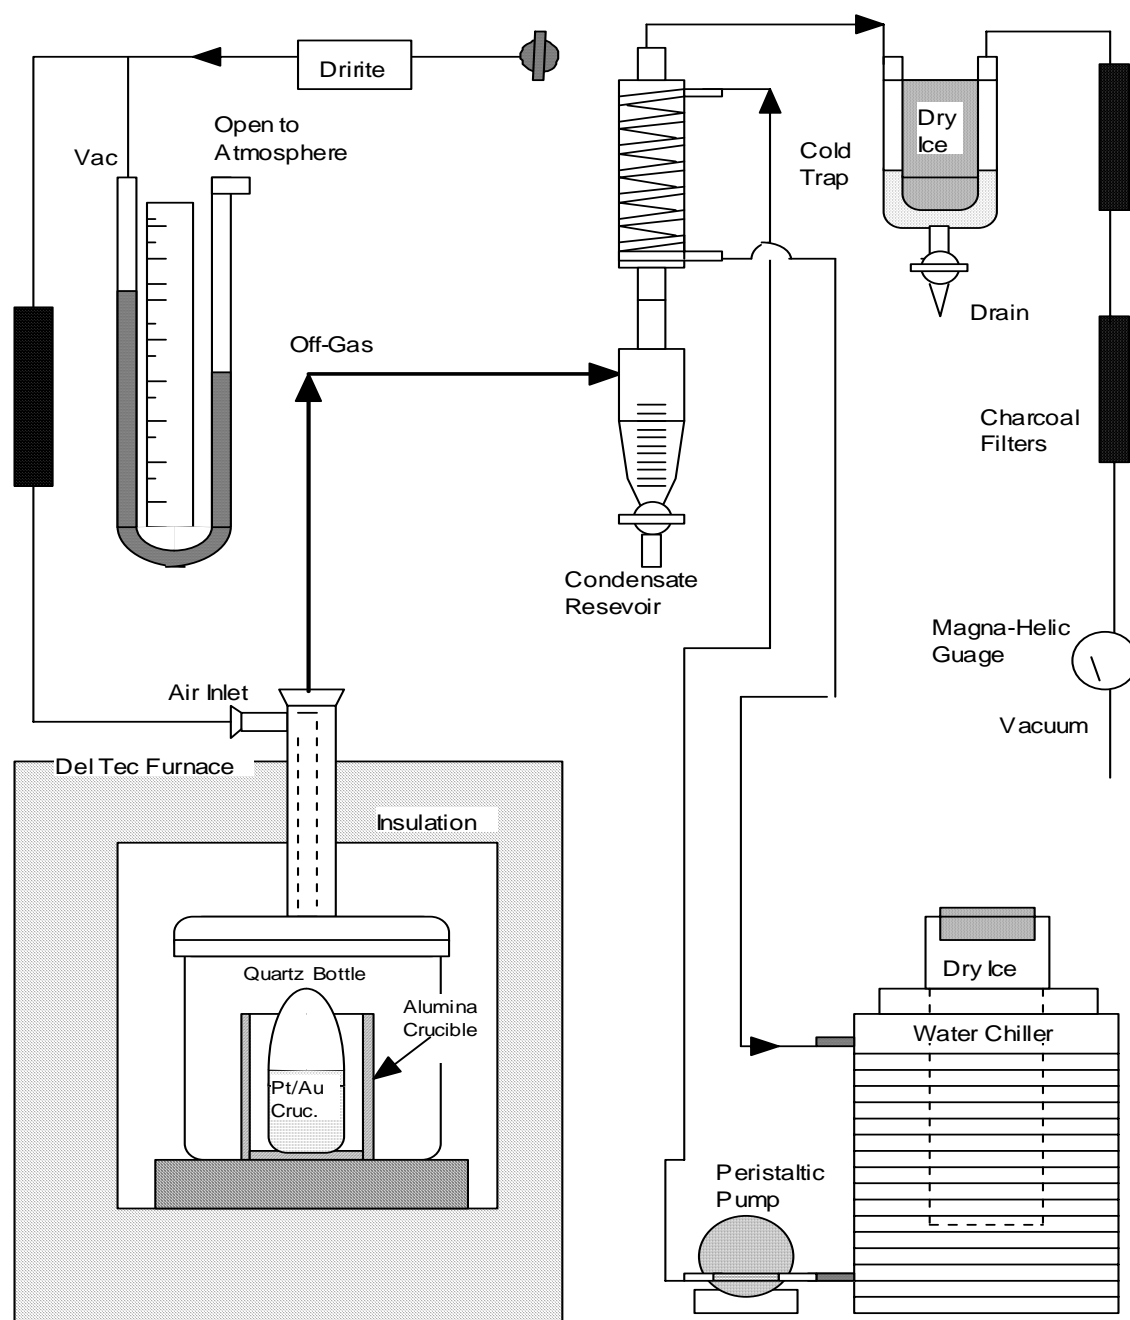 Dririte
Open to
Atmosphere
Vac
Dry
Ice
Cold
Trap
Drain
Off-Gas
Charcoal
Filters
Condensate
Resevoir
Magna-Helic
Guage
Vacuum
Air Inlet
Del Tec Furnace
Insulation
Quartz Bottle
Alumina
Crucible
Pt/Au
Cruc.
Dry Ice
Water Chiller
Peristaltic
Pump